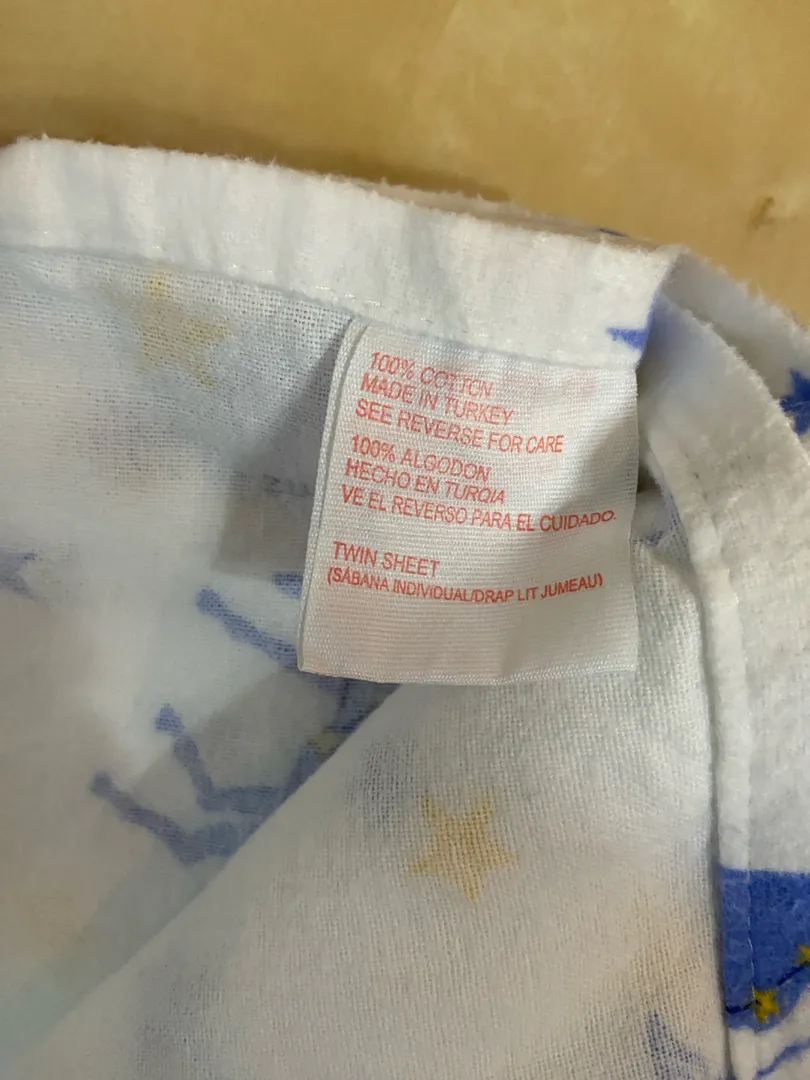 100% COTTON
MADE IN TURKEY
SEE REVERSE FOR CARE
100% ALGODON
HECHO EN TURQIA
VE EL REVERSO PARA EL CUIDADO.
TWIN SHEET
(SABANA INDIVIDUAL/DRAP LIT JUMEAU)